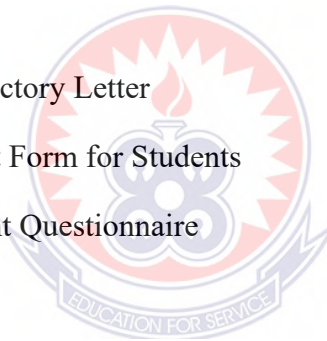 ctory Letter
Form for Students
t Questionnaire
EDUCATION FOR SERVICE